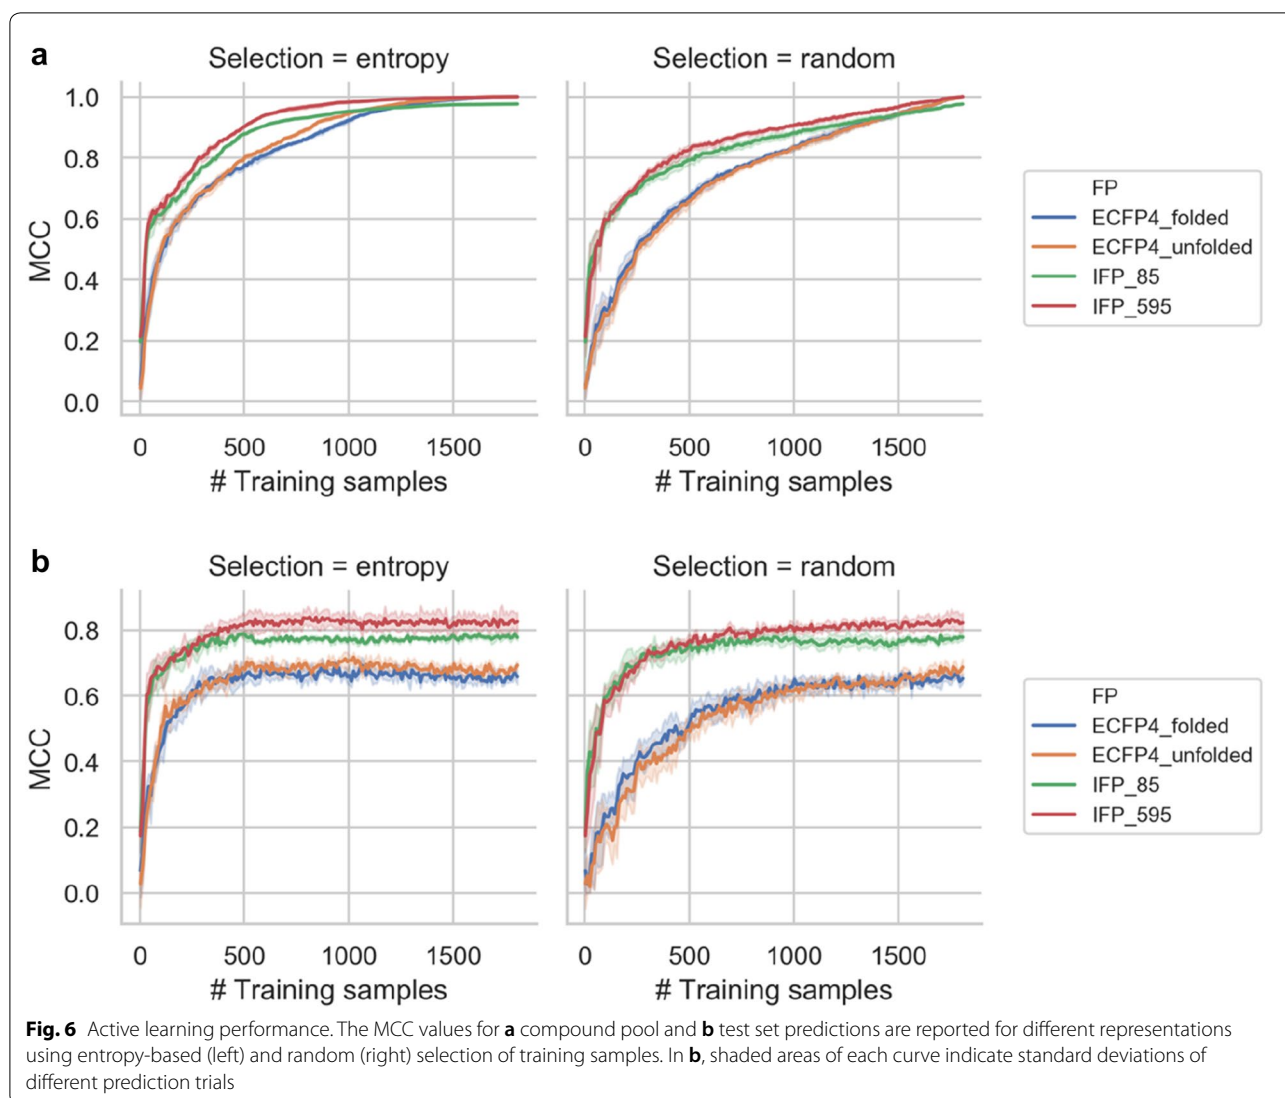 a
Selection = entropy
Selection = random
1.0
0.8
0.6
0.4
0.2
0.0
MCC
0 500 1000 1500
0 500 1000 1500
# Training samples
# Training samples
FP
ECFP4_folded
ECFP4_unfolded
IFP_85
IFP_595
b
Selection = entropy
Selection = random
0.8
0.6
0.4
0.2
0.0
MCC
0 500 1000 1500
0 500 1000 1500
# Training samples
# Training samples
FP
ECFP4_folded
ECFP4_unfolded
IFP_85
IFP_595
Fig. 6 Active learning performance. The MCC values for a compound pool and b test set predictions are reported for different representations
using entropy-based (left) and random (right) selection of training samples. In b, shaded areas of each curve indicate standard deviations of
different prediction trials